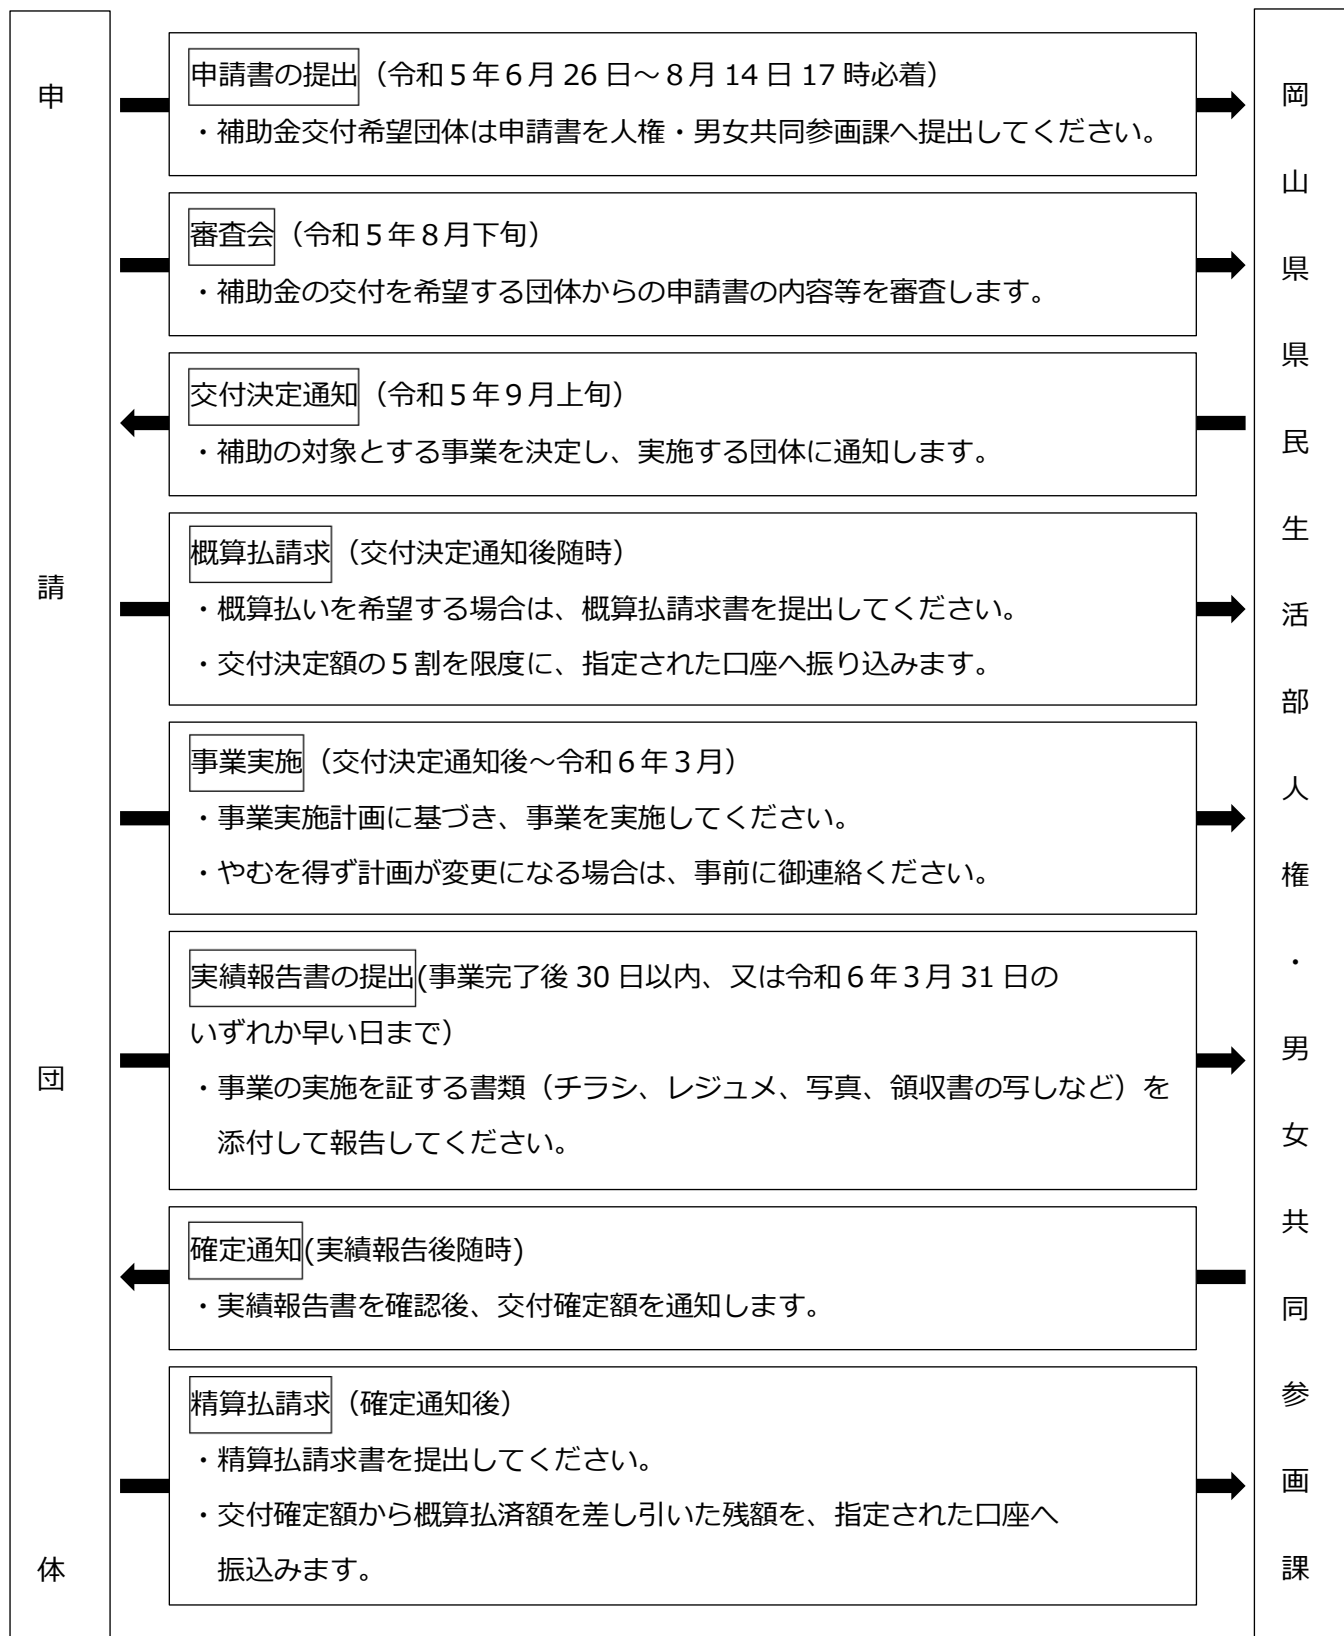 申請団体
申請書の提出（令和５年６月 26 日～８月 14 日 17 時必着）
・補助金交付希望団体は申請書を人権・男女共同参画課へ提出してください。
審査会（令和５年８月下旬）
・補助金の交付を希望する団体からの申請書の内容等を審査します。
交付決定通知（令和５年９月上旬）
・補助の対象とする事業を決定し、実施する団体に通知します。
概算払請求（交付決定通知後随時）
・概算払いを希望する場合は、概算払請求書を提出してください。
・交付決定額の５割を限度に、指定された口座へ振り込みます。
事業実施（交付決定通知後～令和６年３月）
・事業実施計画に基づき、事業を実施してください。
・やむを得ず計画が変更になる場合は、事前に御連絡ください。
実績報告書の提出(事業完了後 30 日以内、又は令和６年３月 31 日の
いずれか早い日まで）
・事業の実施を証する書類（チラシ、レジュメ、写真、領収書の写しなど）を
添付して報告してください。
確定通知(実績報告後随時)
・実績報告書を確認後、交付確定額を通知します。
精算払請求（確定通知後）
・精算払請求書を提出してください。
・交付確定額から概算払済額を差し引いた残額を、指定された口座へ
振込みます。
岡山県県民生活部人権・男女共同参画課